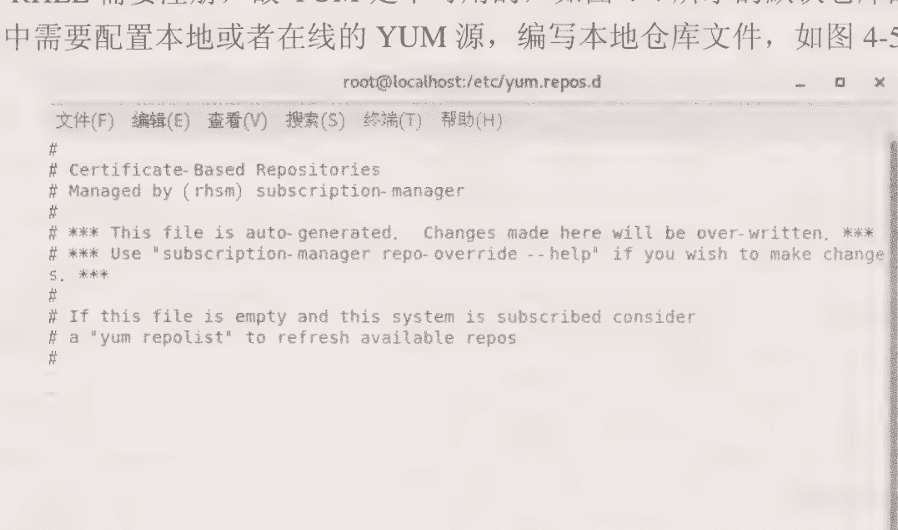 中需要配置本地或者在线的 YUM 源，编写本地仓库文件，如图 4-5
root@localhost:/etc/yum.repos.d
文件(F) 编辑(E) 查看(V) 搜索(S) 终端(T) 帮助(H)
#
# Certificate-Based Repositories
# Managed by (rhsm) subscription-manager
#
# *** This file is auto-generated.  Changes made here will be over-written. ***
# *** Use "subscription-manager repo-override --help" if you wish to make change
s. ***
#
# If this file is empty and this system is subscribed consider
# a "yum repolist" to refresh available repos
#